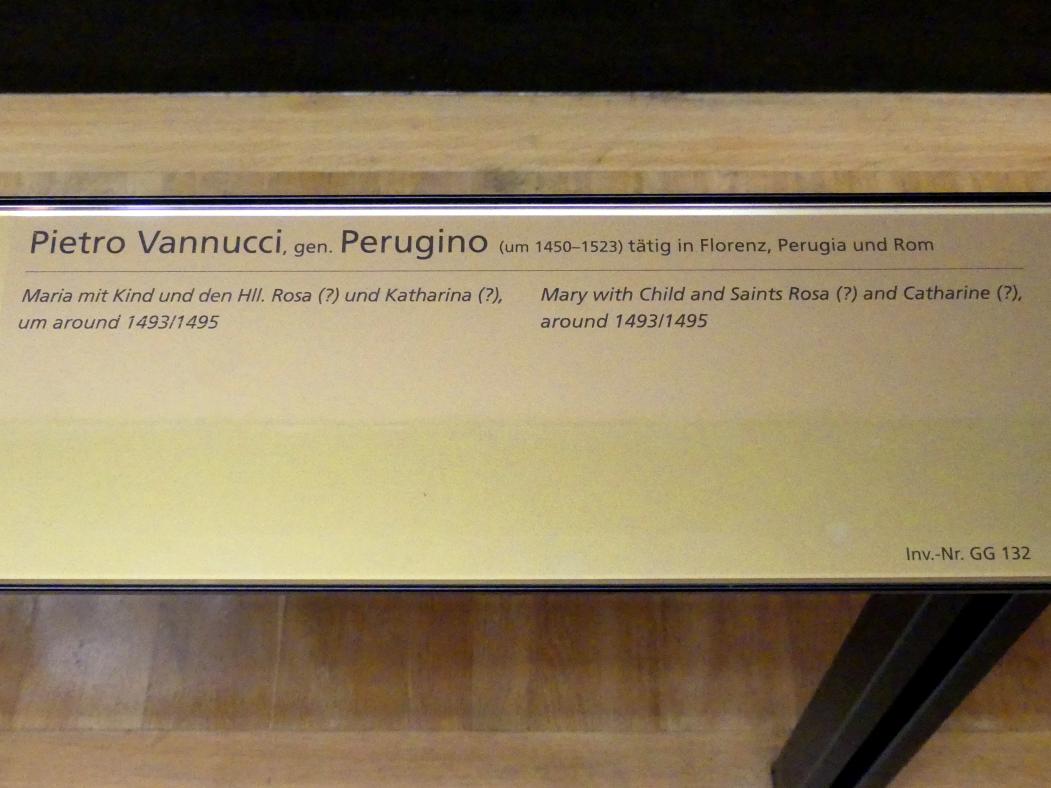 Pietro Vannucci, gen. Perugino (um 1450–1523) tätig in Florenz, Perugia und Rom
Maria mit Kind und den Hll. Rosa (?) und Katharina (?),
um around 1493/1495
Mary with Child and Saints Rosa (?) and Catharine (?),
around 1493/1495
Inv.-Nr. GG 132